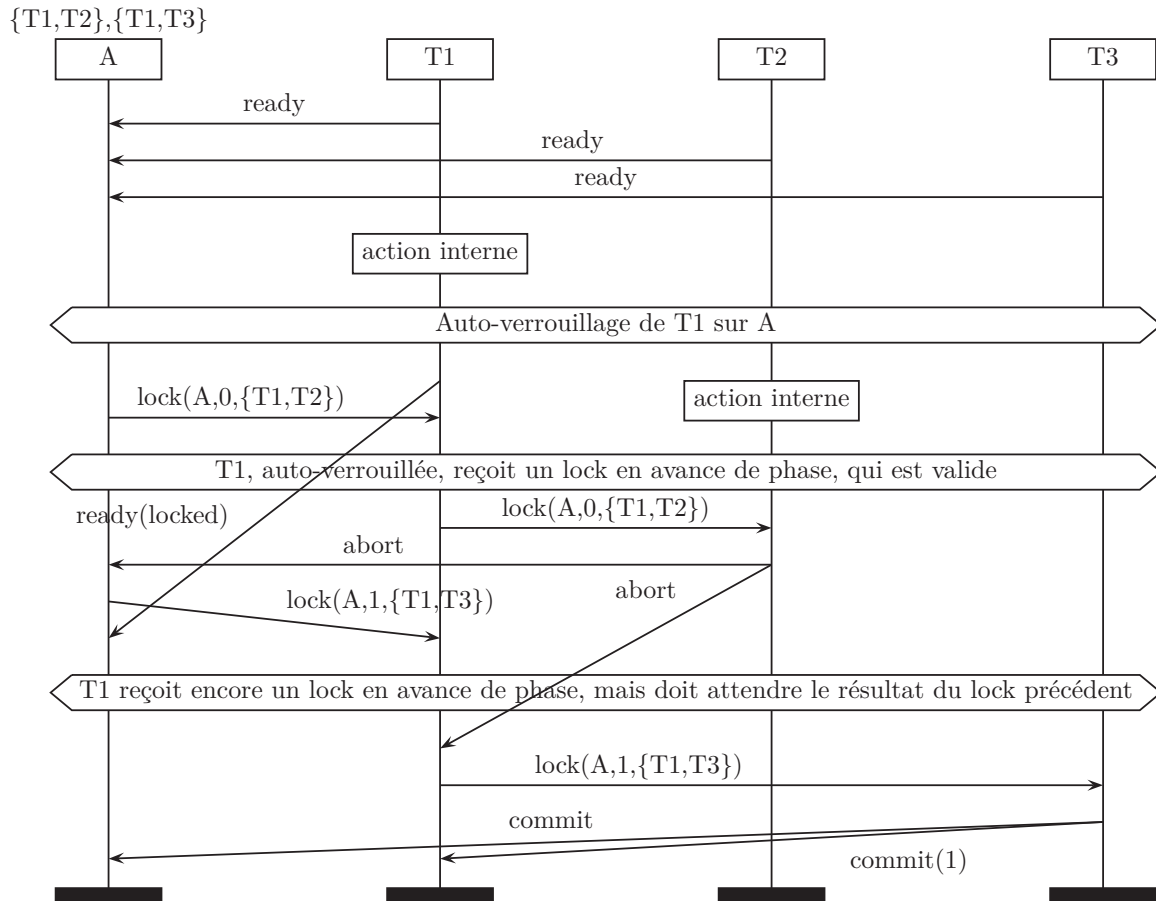 {T1,T2},{T1,T3}
A T1 T2 T3
ready
ready
ready
action interne
Auto-verrouillage de T1 sur A
lock(A,0,{T1,T2})
action interne
T1, auto-verrouillée, reçoit un lock en avance de phase, qui est valide
ready(locked)
lock(A,0,{T1,T2})
abort
abort
lock(A,1,{T1,T3})
T1 reçoit encore un lock en avance de phase, mais doit attendre le résultat du lock précédent
lock(A,1,{T1,T3})
commit
commit(1)